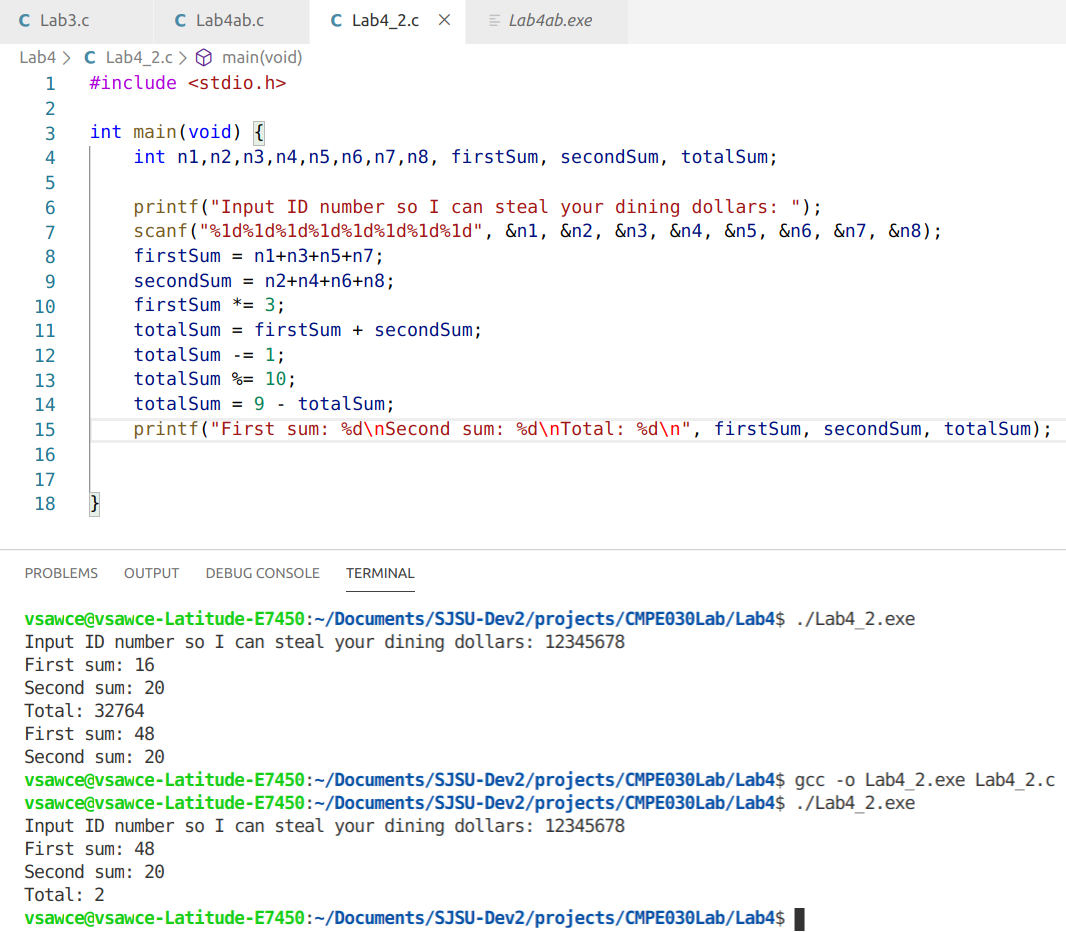 C Lab3.c C Lab4ab.c C Lab4_2.c × Lab4ab.exe
Lab4 > C Lab4_2.c > main(void)
1 #include <stdio.h>
2
3 int main(void) {
4     int n1,n2,n3,n4,n5,n6,n7,n8, firstSum, secondSum, totalSum;
5
6     printf("Input ID number so I can steal your dining dollars: ");
7     scanf("%1d%1d%1d%1d%1d%1d%1d%1d", &n1, &n2, &n3, &n4, &n5, &n6, &n7, &n8);
8     firstSum = n1+n3+n5+n7;
9     secondSum = n2+n4+n6+n8;
10     firstSum *= 3;
11     totalSum = firstSum + secondSum;
12     totalSum -= 1;
13     totalSum %= 10;
14     totalSum = 9 - totalSum;
15     printf("First sum: %d\nSecond sum: %d\nTotal: %d\n", firstSum, secondSum, totalSum);
16
17
18 }
PROBLEMS OUTPUT DEBUG CONSOLE TERMINAL
vsawce@vsawce-Latitude-E7450:~/Documents/SJSU-Dev2/projects/CMPE030Lab/Lab4$ ./Lab4_2.exe
Input ID number so I can steal your dining dollars: 12345678
First sum: 16
Second sum: 20
Total: 32764
First sum: 48
Second sum: 20
vsawce@vsawce-Latitude-E7450:~/Documents/SJSU-Dev2/projects/CMPE030Lab/Lab4$ gcc -o Lab4_2.exe Lab4_2.c
vsawce@vsawce-Latitude-E7450:~/Documents/SJSU-Dev2/projects/CMPE030Lab/Lab4$ ./Lab4_2.exe
Input ID number so I can steal your dining dollars: 12345678
First sum: 48
Second sum: 20
Total: 2
vsawce@vsawce-Latitude-E7450:~/Documents/SJSU-Dev2/projects/CMPE030Lab/Lab4$